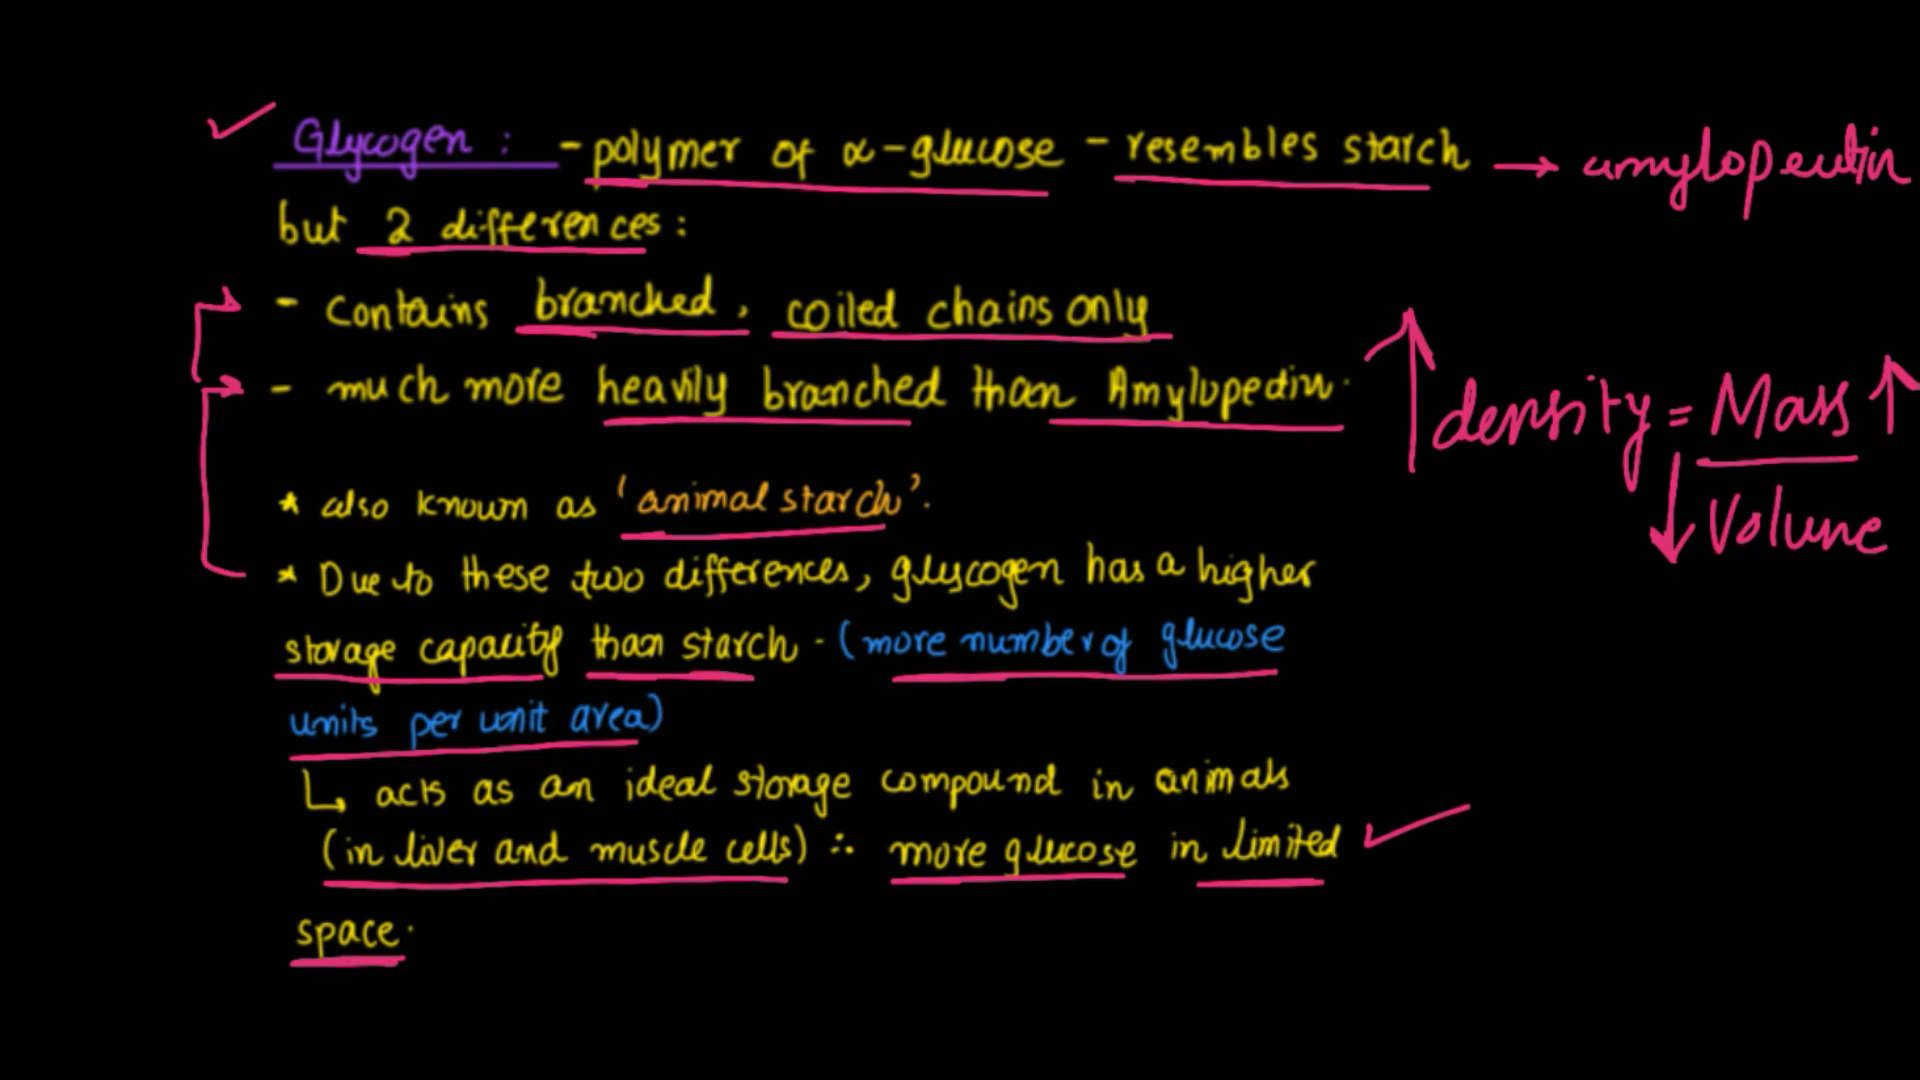 Glycogen : - polymer of α-glucose - resembles starch → amylopectin
but 2 differences :
- contains branched, coiled chains only
- much more heavily branched than Amylopectin.
density = Mass ↑
↓ Volume
* also known as 'animal starch'.
* Due to these two differences, glycogen has a higher
storage capacity than starch. (more number of glucose
units per unit area)
↳ acts as an ideal storage compound in animals
(in liver and muscle cells) ∴ more glucose in limited
space.